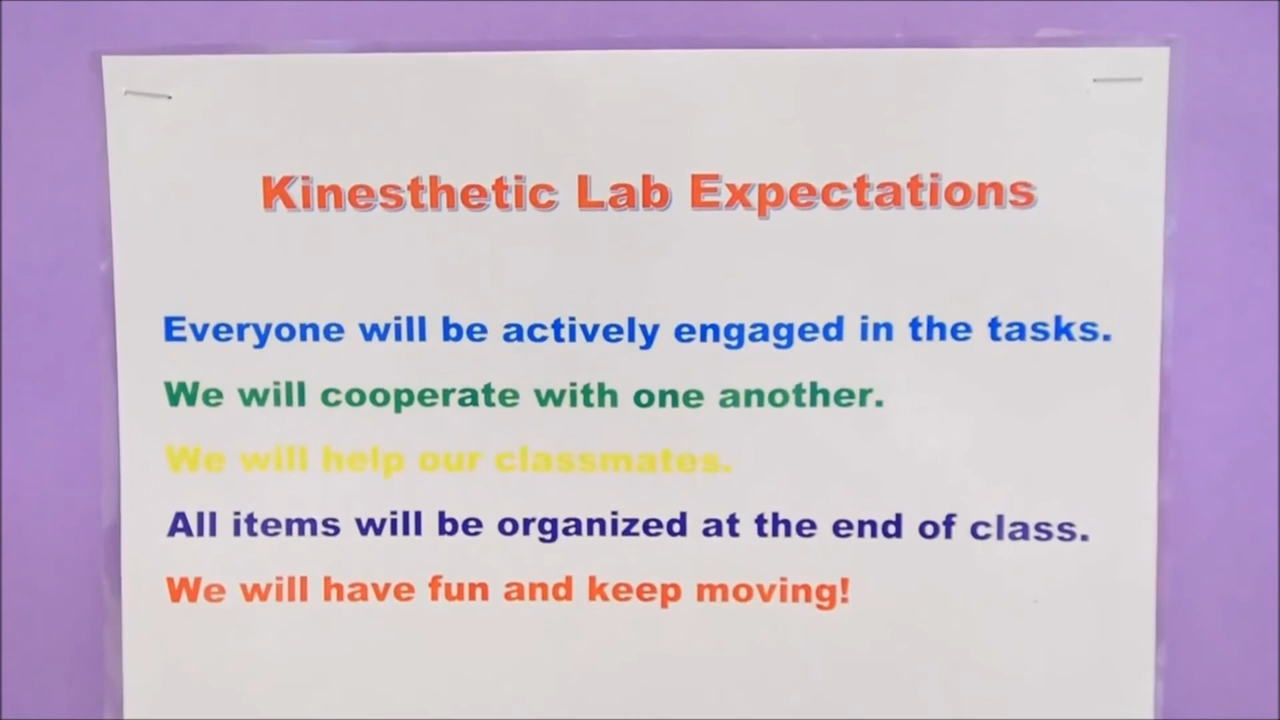 Kinesthetic Lab Expectations
Everyone will be actively engaged in the tasks.
We will cooperate with one another.
We will help our classmates.
All items will be organized at the end of class.
We will have fun and keep moving!